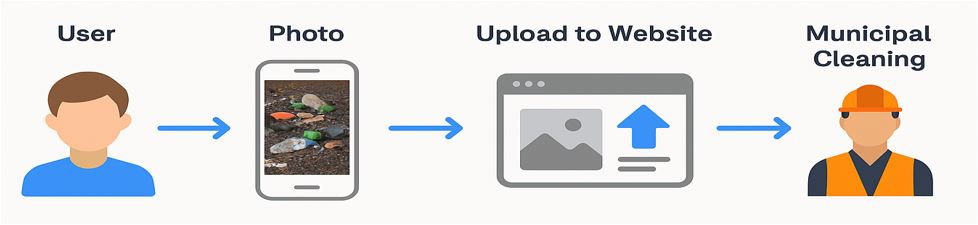 User
Photo
Upload to Website
Municipal
Cleaning